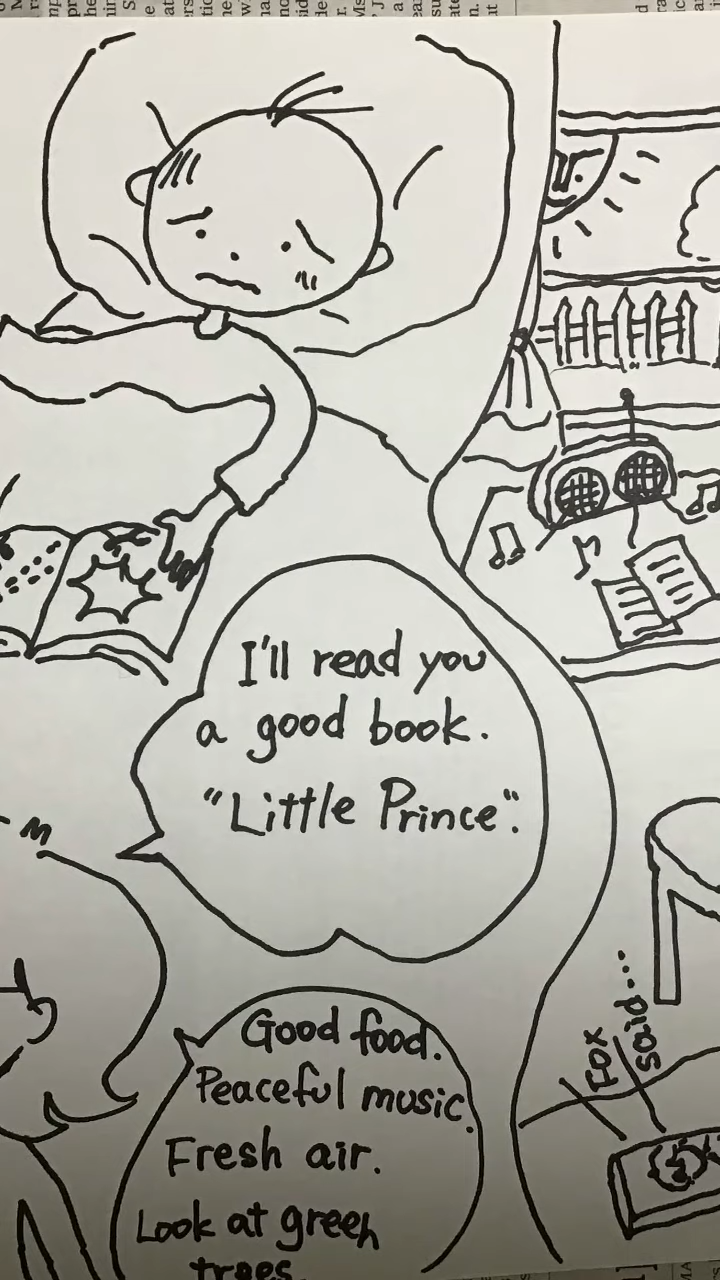 I'll read you
a good book.
"Little Prince".
Good food.
Peaceful music.
Fresh air.
Look at green
trees.
Fox
said...